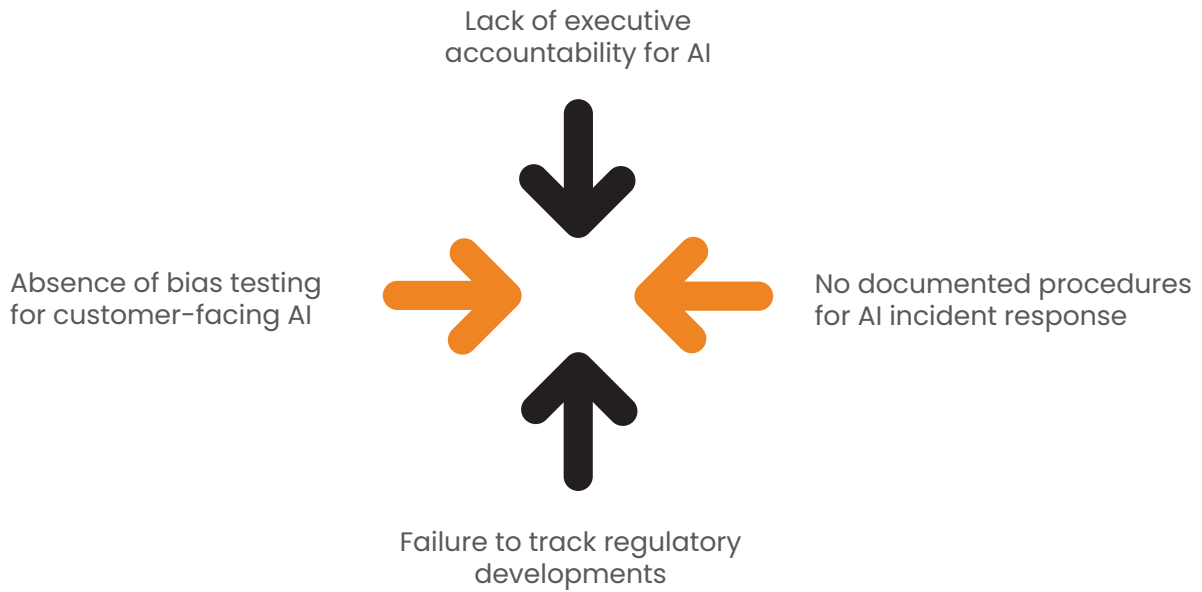 Lack of executive
accountability for AI
Absence of bias testing
for customer-facing AI
No documented procedures
for AI incident response
Failure to track regulatory
developments